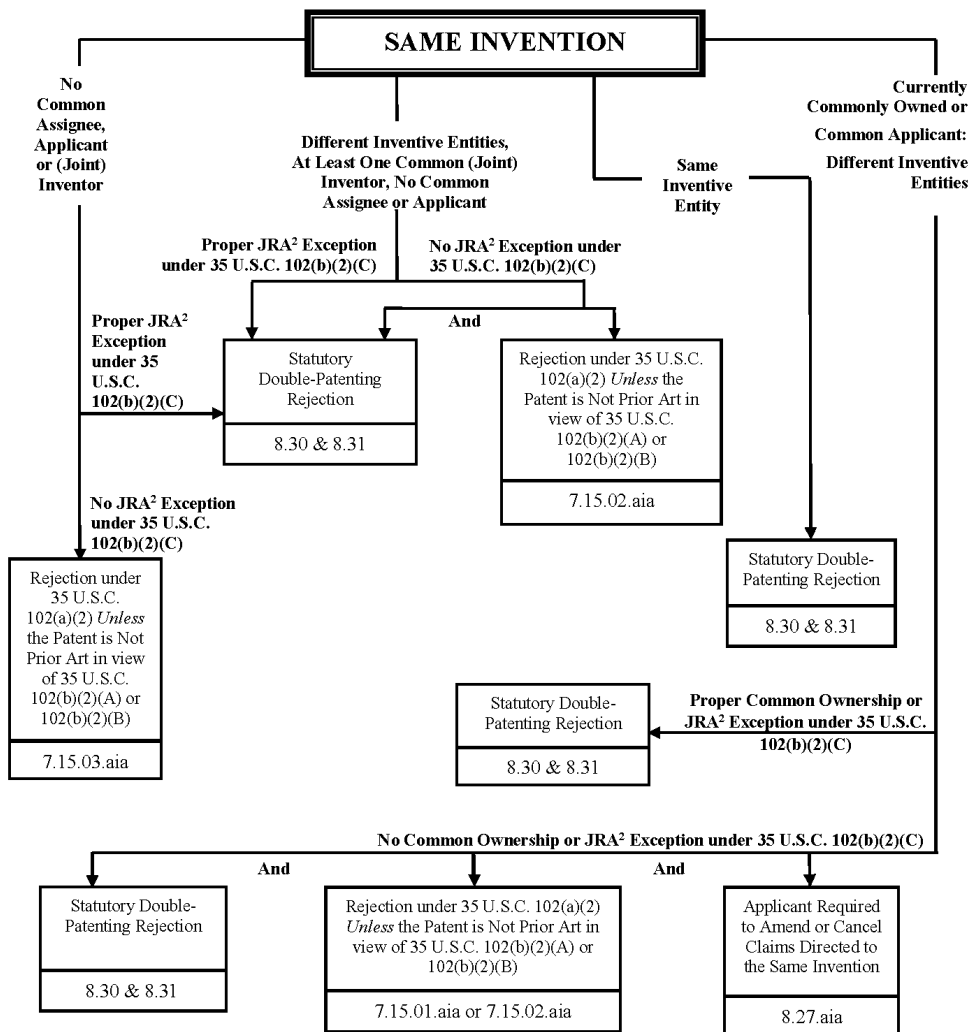 SAME INVENTION
No
Common
Assignee,
Applicant
or (Joint)
Inventor
Different Inventive Entities,
At Least One Common (Joint)
Inventor, No Common
Assignee or Applicant
Same
Inventive
Entity
Currently
Commonly Owned or
Common Applicant:
Different Inventive
Entities
Proper JRA² Exception
under 35 U.S.C. 102(b)(2)(C)
No JRA² Exception under
35 U.S.C. 102(b)(2)(C)
And
Proper JRA²
Exception
under 35
U.S.C.
102(b)(2)(C)
Statutory
Double-Patenting
Rejection
8.30 & 8.31
Rejection under 35 U.S.C.
102(a)(2) Unless the
Patent is Not Prior Art in
view of 35 U.S.C.
102(b)(2)(A) or
102(b)(2)(B)
7.15.02.aia
No JRA² Exception
under 35 U.S.C.
102(b)(2)(C)
Rejection under
35 U.S.C.
102(a)(2) Unless
the Patent is Not
Prior Art in view
of 35 U.S.C.
102(b)(2)(A) or
102(b)(2)(B)
7.15.03.aia
Statutory Double-
Patenting Rejection
8.30 & 8.31
Statutory Double-
Patenting Rejection
8.30 & 8.31
Proper Common Ownership or
JRA² Exception under 35 U.S.C.
102(b)(2)(C)
No Common Ownership or JRA² Exception under 35 U.S.C. 102(b)(2)(C)
And
And
Statutory Double-
Patenting Rejection
8.30 & 8.31
Rejection under 35 U.S.C. 102(a)(2)
Unless the Patent is Not Prior Art in
view of 35 U.S.C. 102(b)(2)(A) or
102(b)(2)(B)
7.15.01.aia or 7.15.02.aia
Applicant Required
to Amend or Cancel
Claims Directed to
the Same Invention
8.27.aia